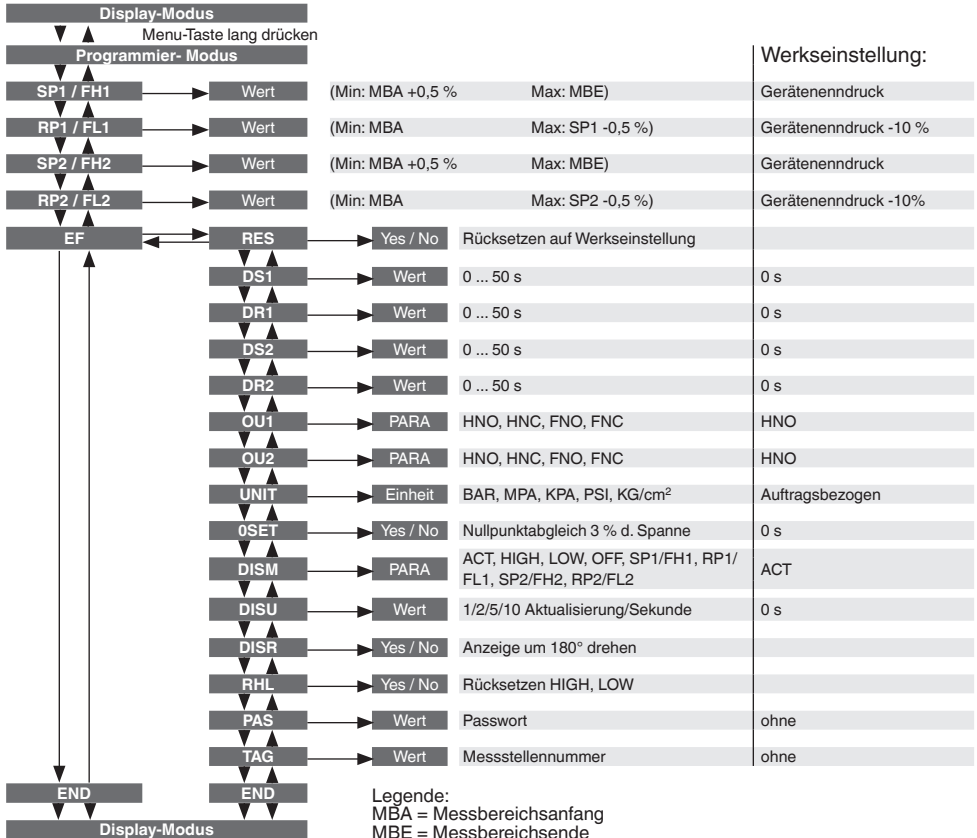 Display-Modus
Menu-Taste lang drücken
Programmier- Modus
Werkseinstellung:
SP1 / FH1 Wert (Min: MBA +0,5 % Max: MBE) Gerätenenndruck
RP1 / FL1 Wert (Min: MBA Max: SP1 -0,5 %) Gerätenenndruck -10 %
SP2 / FH2 Wert (Min: MBA +0,5 % Max: MBE) Gerätenenndruck
RP2 / FL2 Wert (Min: MBA Max: SP2 -0,5 %) Gerätenenndruck -10%
EF RES Yes / No Rücksetzen auf Werkseinstellung
DS1 Wert 0 ... 50 s 0 s
DR1 Wert 0 ... 50 s 0 s
DS2 Wert 0 ... 50 s 0 s
DR2 Wert 0 ... 50 s 0 s
OU1 PARA HNO, HNC, FNO, FNC HNO
OU2 PARA HNO, HNC, FNO, FNC HNO
UNIT Einheit BAR, MPA, KPA, PSI, KG/cm² Auftragsbezogen
0SET Yes / No Nullpunktabgleich 3 % d. Spanne 0 s
DISM PARA ACT, HIGH, LOW, OFF, SP1/FH1, RP1/
FL1, SP2/FH2, RP2/FL2 ACT
DISU Wert 1/2/5/10 Aktualisierung/Sekunde 0 s
DISR Yes / No Anzeige um 180° drehen
RHL Yes / No Rücksetzen HIGH, LOW
PAS Wert Passwort ohne
TAG Wert Messstellennummer ohne
END END
Display-Modus
Legende:
MBA = Messbereichsanfang
MBE = Messbereichsende